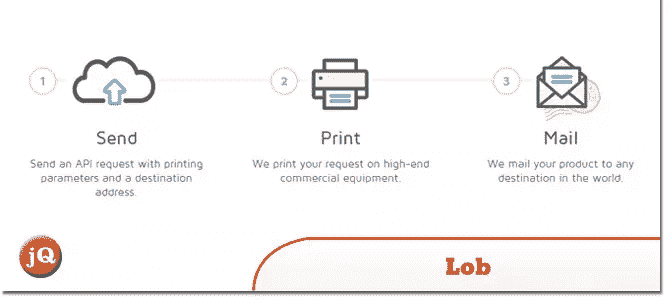 1
2
3
Send
Print
Mail
Send an API request with printing
parameters and a destination
address.
We print your request on high-end
commercial equipment.
We mail your product to any
destination in the world.
jQ
Lob